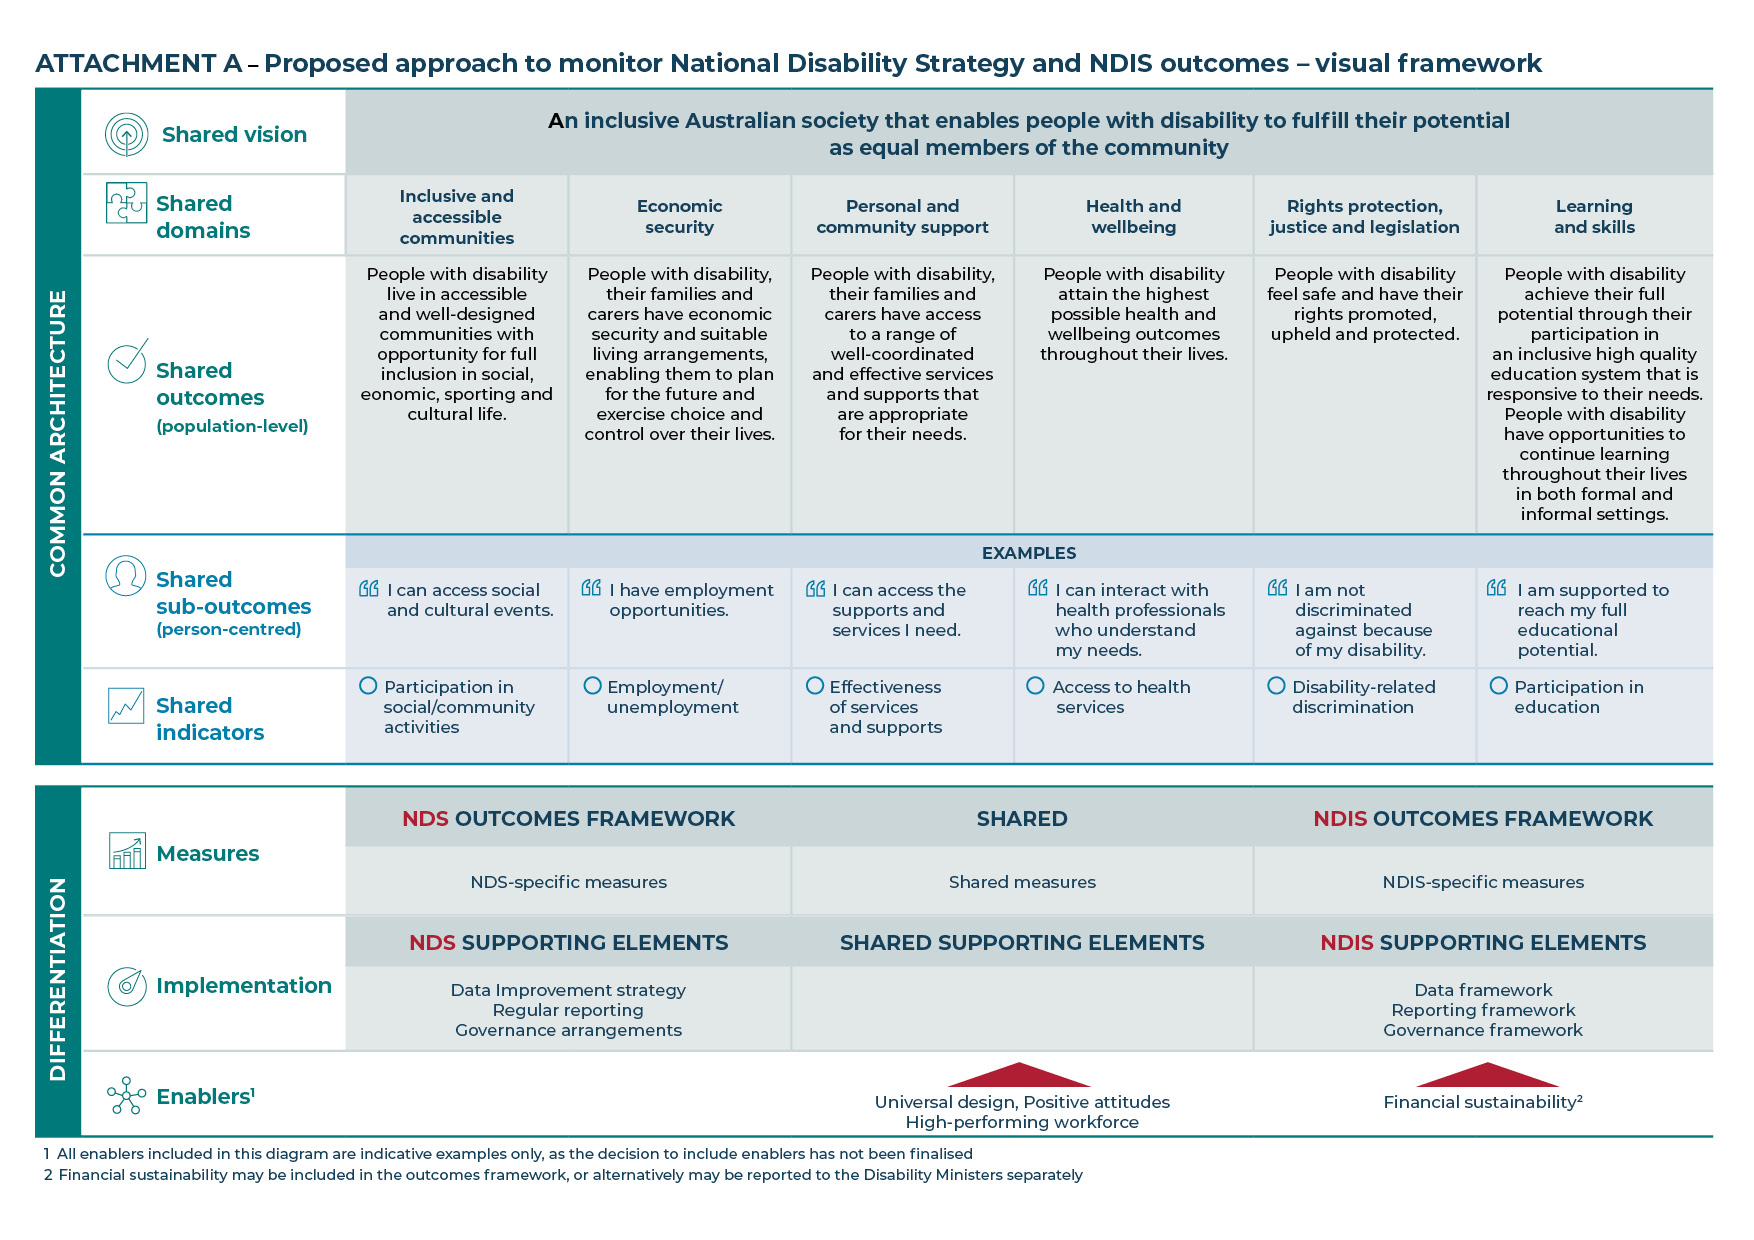 ATTACHMENT A – Proposed approach to monitor National Disability Strategy and NDIS outcomes – visual framework
COMMON ARCHITECTURE
Shared vision
An inclusive Australian society that enables people with disability to fulfill their potential
as equal members of the community
Shared
domains
Inclusive and
accessible
communities
Economic
security
Personal and
community support
Health and
wellbeing
Rights protection,
justice and legislation
Learning
and skills
Shared
outcomes
(population-level)
People with disability
live in accessible
and well-designed
communities with
opportunity for full
inclusion in social,
eonomic, sporting and
cultural life.
People with disability,
their families and
carers have economic
security and suitable
living arrangements,
enabling them to plan
for the future and
exercise choice and
control over their lives.
People with disability,
their families and
carers have access
to a range of
well-coordinated
and effective services
and supports that
are appropriate
for their needs.
People with disability
attain the highest
possible health and
wellbeing outcomes
throughout their lives.
People with disability
feel safe and have their
rights promoted,
upheld and protected.
People with disability
achieve their full
potential through their
participation in
an inclusive high quality
education system that is
responsive to their needs.
People with disability
have opportunities to
continue learning
throughout their lives
in both formal and
informal settings.
EXAMPLES
Shared
sub-outcomes
(person-centred)
I can access social
and cultural events.
I have employment
opportunities.
I can access the
supports and
services I need.
I can interact with
health professionals
who understand
my needs.
I am not
discriminated
against because
of my disability.
I am supported to
reach my full
educational
potential.
Shared
indicators
Participation in
social/community
activities
Employment/
unemployment
Effectiveness
of services
and supports
Access to health
services
Disability-related
discrimination
Participation in
education
DIFFERENTIATION
Measures
NDS OUTCOMES FRAMEWORK
SHARED
NDIS OUTCOMES FRAMEWORK
NDS-specific measures
Shared measures
NDIS-specific measures
Implementation
NDS SUPPORTING ELEMENTS
SHARED SUPPORTING ELEMENTS
NDIS SUPPORTING ELEMENTS
Data Improvement strategy
Regular reporting
Governance arrangements
Data framework
Reporting framework
Governance framework
Enablers¹
Universal design, Positive attitudes
High-performing workforce
Financial sustainability²
1 All enablers included in this diagram are indicative examples only, as the decision to include enablers has not been finalised
2 Financial sustainability may be included in the outcomes framework, or alternatively may be reported to the Disability Ministers separately